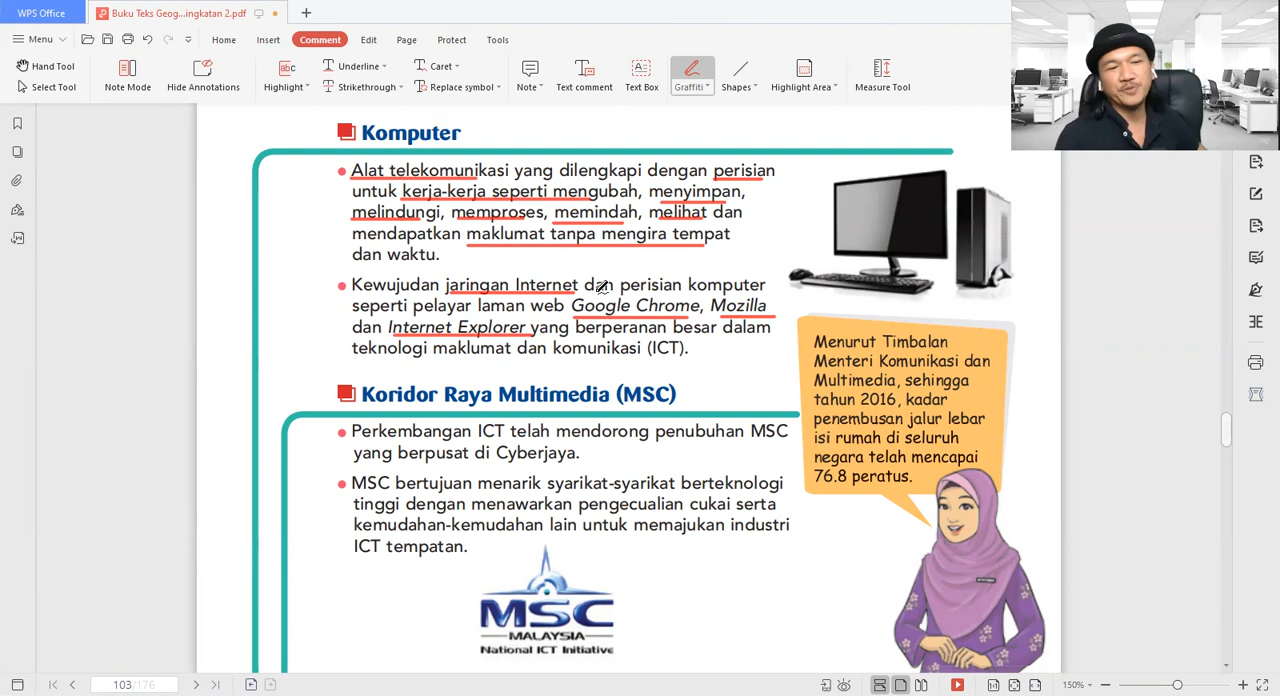 WPS Office
Buku Teks Geog...ingkatan 2.pdf
Menu
Home Insert Comment Edit Page Protect Tools
Hand Tool
Select Tool
Note Mode
Hide Annotations
Highlight
Underline
Strikethrough
Caret
Replace symbol
Note
Text comment
Text Box
Graffiti
Shapes
Highlight Area
Measure Tool
Komputer
Alat telekomunikasi yang dilengkapi dengan perisian
untuk kerja-kerja seperti mengubah, menyimpan,
melindungi, memproses, memindah, melihat dan
mendapatkan maklumat tanpa mengira tempat
dan waktu.
Kewujudan jaringan Internet dan perisian komputer
seperti pelayar laman web Google Chrome, Mozilla
dan Internet Explorer yang berperanan besar dalam
teknologi maklumat dan komunikasi (ICT).
Koridor Raya Multimedia (MSC)
Perkembangan ICT telah mendorong penubuhan MSC
yang berpusat di Cyberjaya.
MSC bertujuan menarik syarikat-syarikat berteknologi
tinggi dengan menawarkan pengecualian cukai serta
kemudahan-kemudahan lain untuk memajukan industri
ICT tempatan.
MSC
MALAYSIA
National ICT Initiative
Menurut Timbalan
Menteri Komunikasi dan
Multimedia, sehingga
tahun 2016, kadar
penembusan jalur lebar
isi rumah di seluruh
negara telah mencapai
76.8 peratus.
103/176
150%